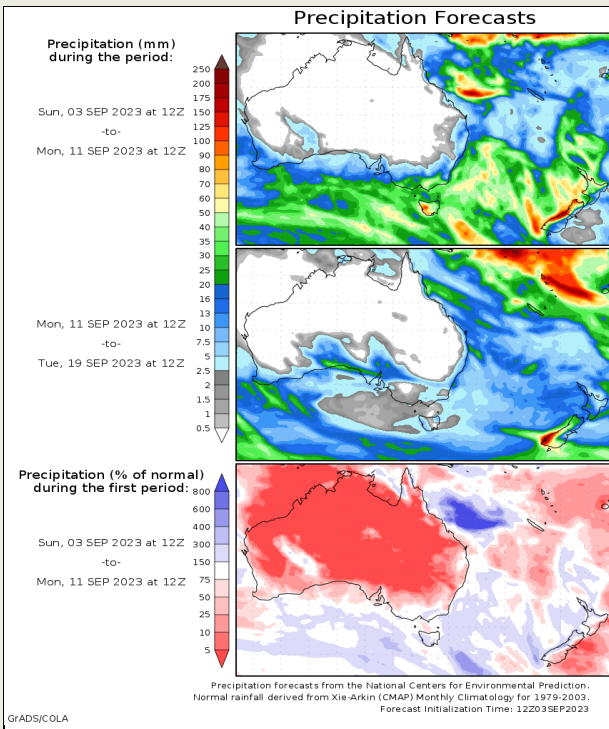 Precipitation Forecasts
Precipitation (mm)
during the period:
Sun, 03 SEP 2023 at 12Z
-to-
Mon, 11 SEP 2023 at 12Z
250
200
175
150
125
100
90
80
70
60
50
40
35
30
25
20
16
13
10
7.5
5
2.5
2
1.5
1
0.5
Mon, 11 SEP 2023 at 12Z
-to-
Tue, 19 SEP 2023 at 12Z
Precipitation (% of normal)
during the first period:
Sun, 03 SEP 2023 at 12Z
-to-
Mon, 11 SEP 2023 at 12Z
800
600
400
300
150
75
50
25
10
5
Precipitation forecasts from the National Centers for Environmental Prediction.
Normal rainfall derived from Xie-Arkin (CMAP) Monthly Climatology for 1979-2003.
Forecast Initialization Time: 12Z03SEP2023
GrADS/COLA